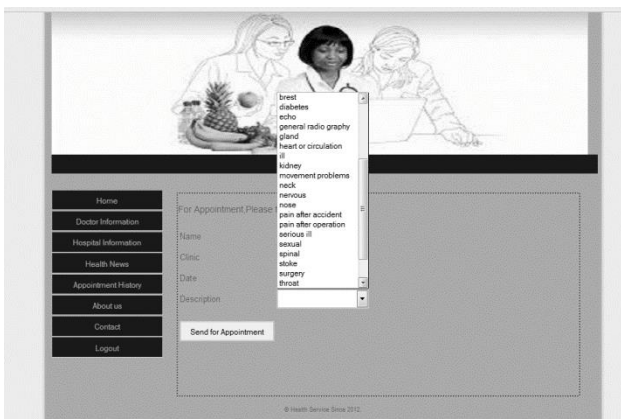 brest
diabetes
echo
general radio graphy
gland
heart or circulation
ill
kidney
movement problems
neck
nervous
nose
pain after accident
pain after operation
serious ill
sexual
spinal
stoke
surgery
throat
Home
Doctor Information
Hospital Information
Health News
Appointment History
About us
Contact
Logout
For Appointment,Please
Name
Clinic
Date
Description
Send for Appointment
© Health Service Since 2012.